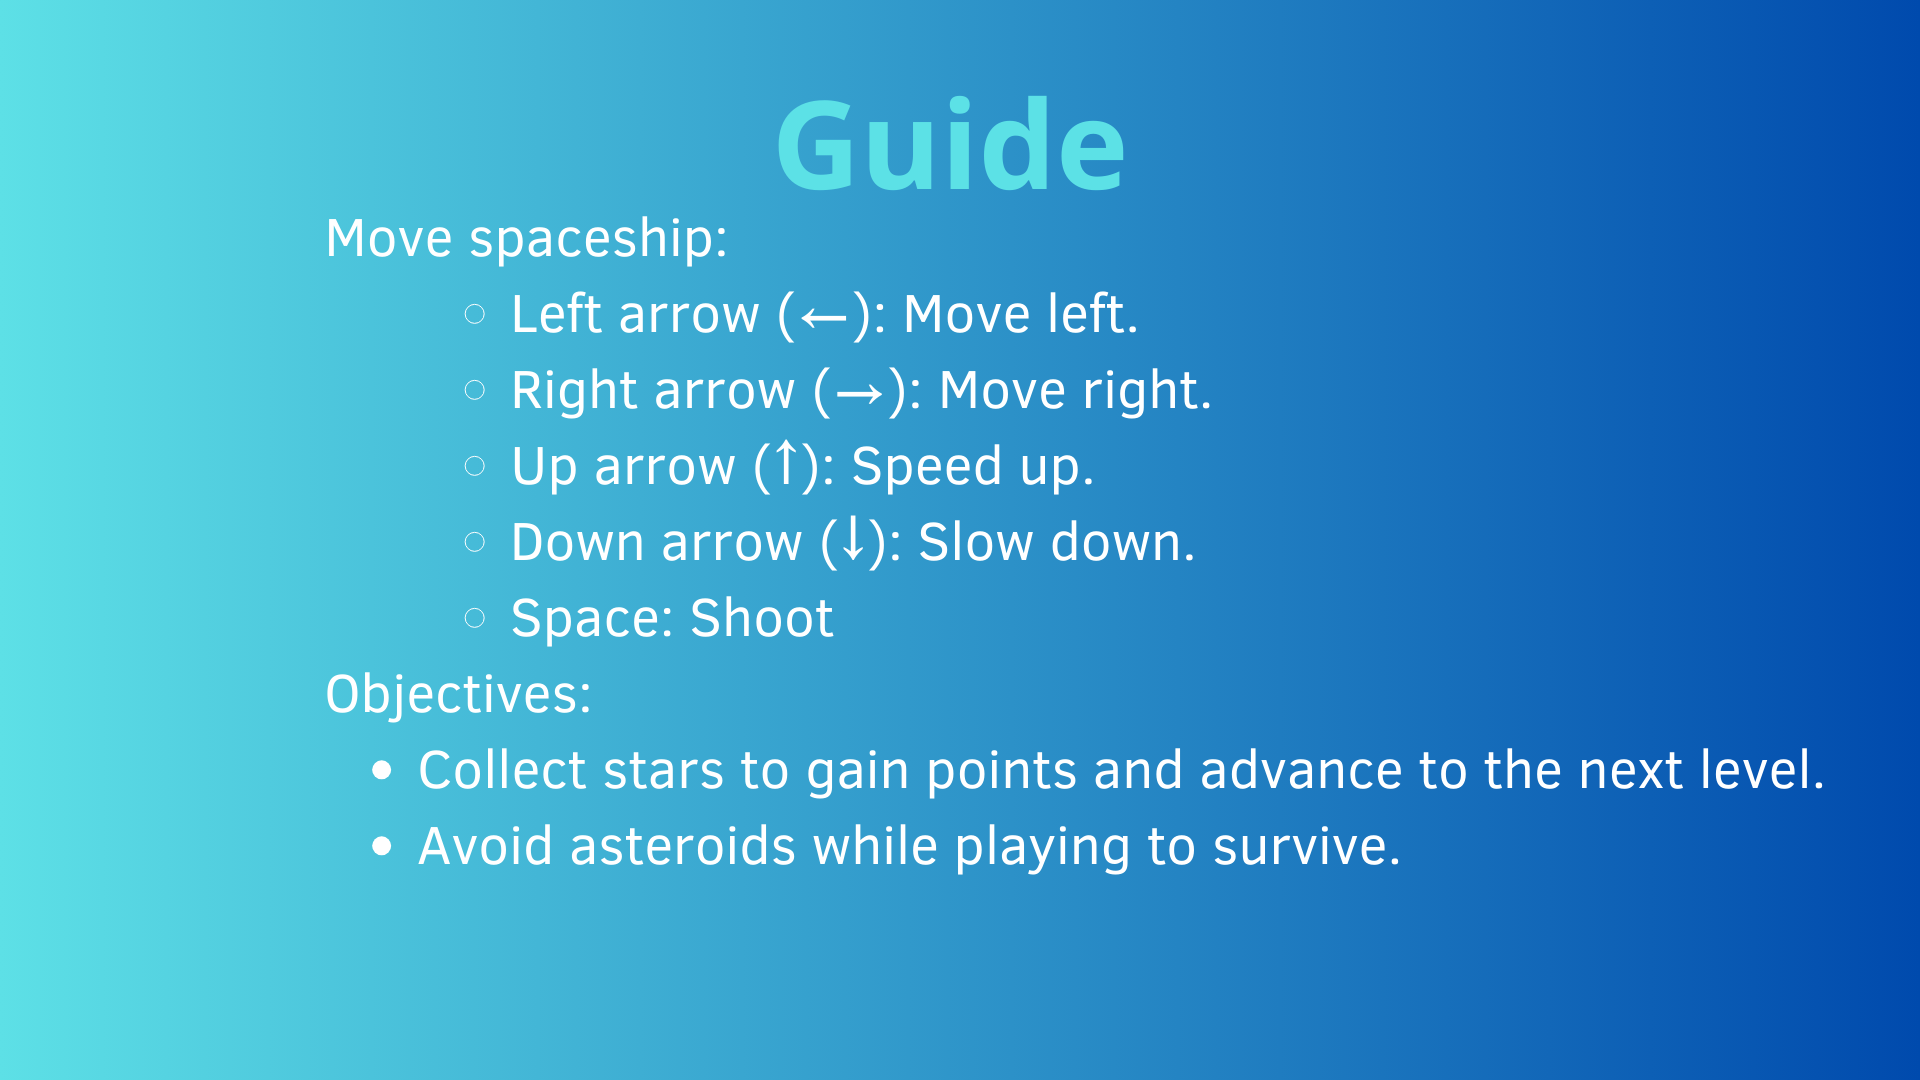 Guide
Move spaceship:
○ Left arrow (←): Move left.
○ Right arrow (→): Move right.
○ Up arrow (↑): Speed up.
○ Down arrow (↓): Slow down.
○ Space: Shoot
Objectives:
• Collect stars to gain points and advance to the next level.
• Avoid asteroids while playing to survive.